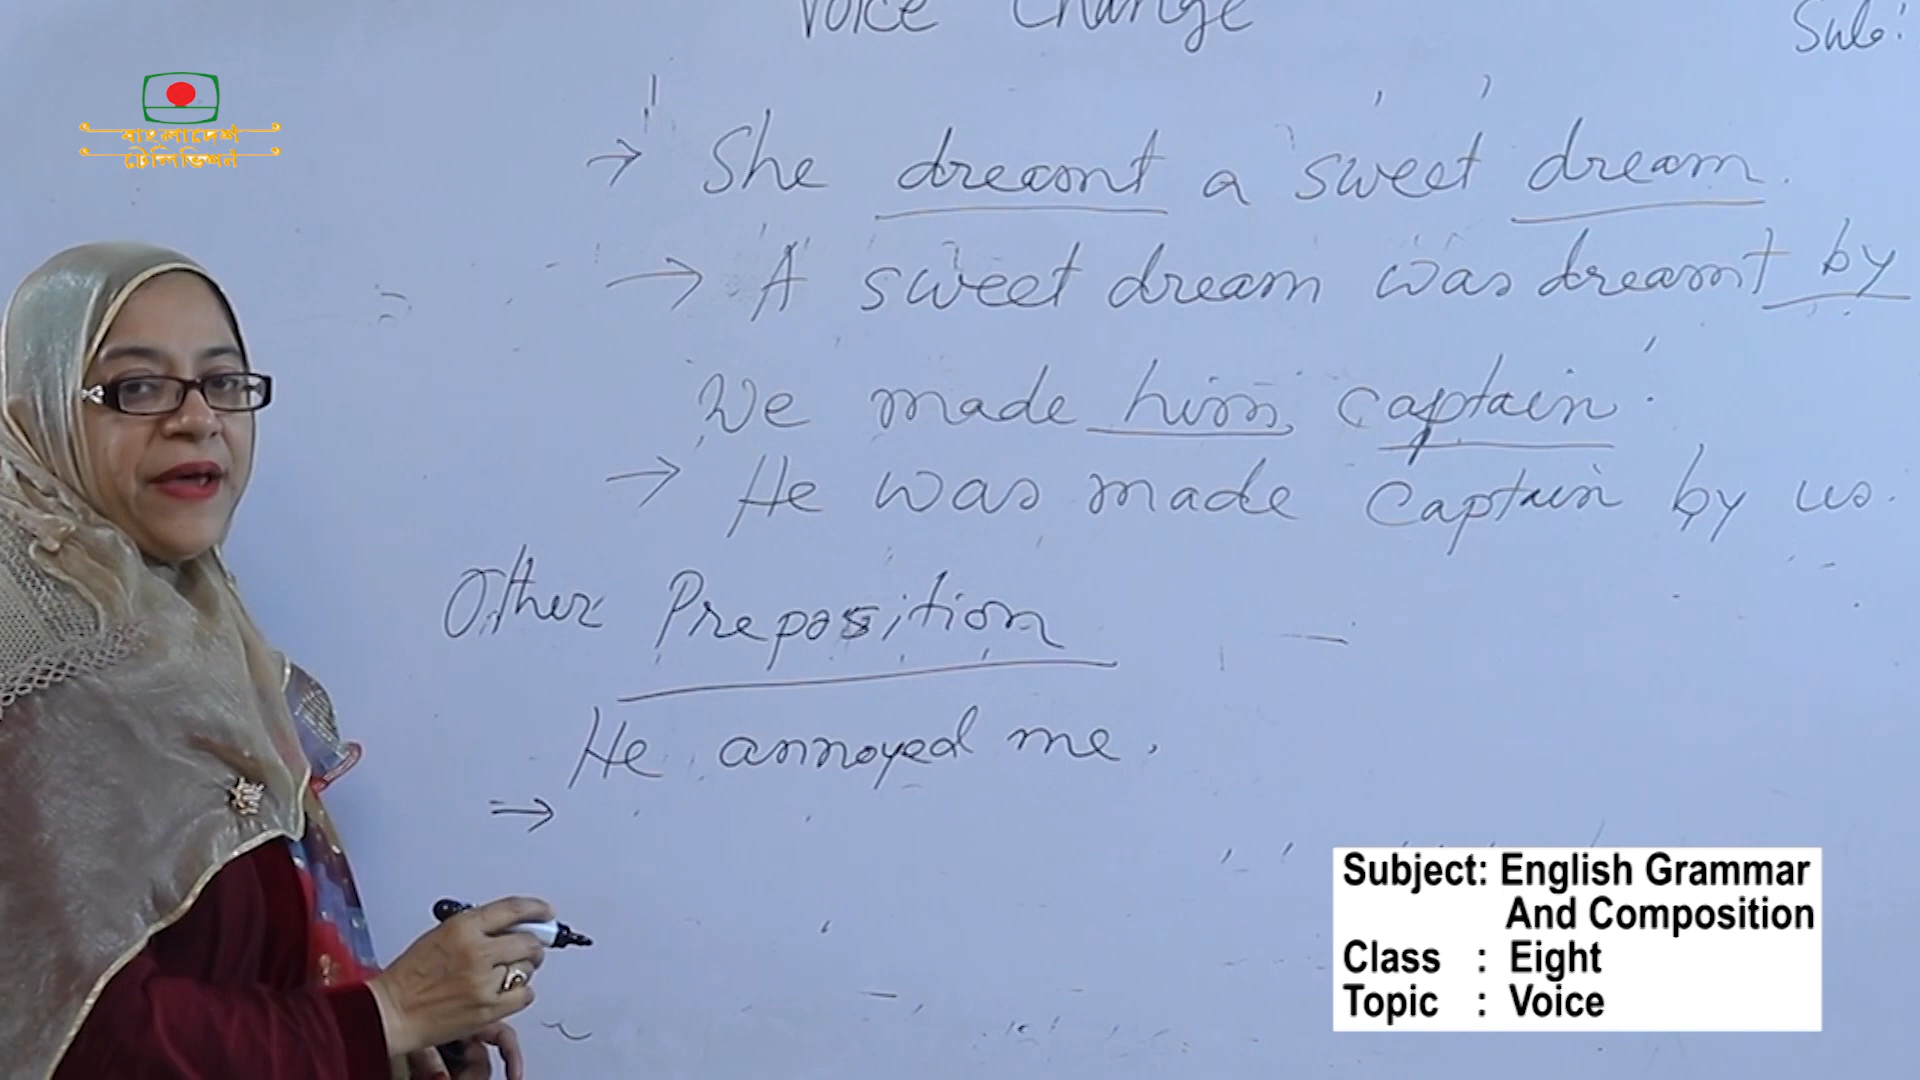 Voice Change
Sub:
বাংলাদেশ
টেলিভিশন
→ She dreamt a sweet dream.
→ A sweet dream was dreamt by
We made him captain.
→ He was made captain by us.
Other Preposition
He annoyed me.
⇒
Subject: English Grammar
And Composition
Class : Eight
Topic : Voice